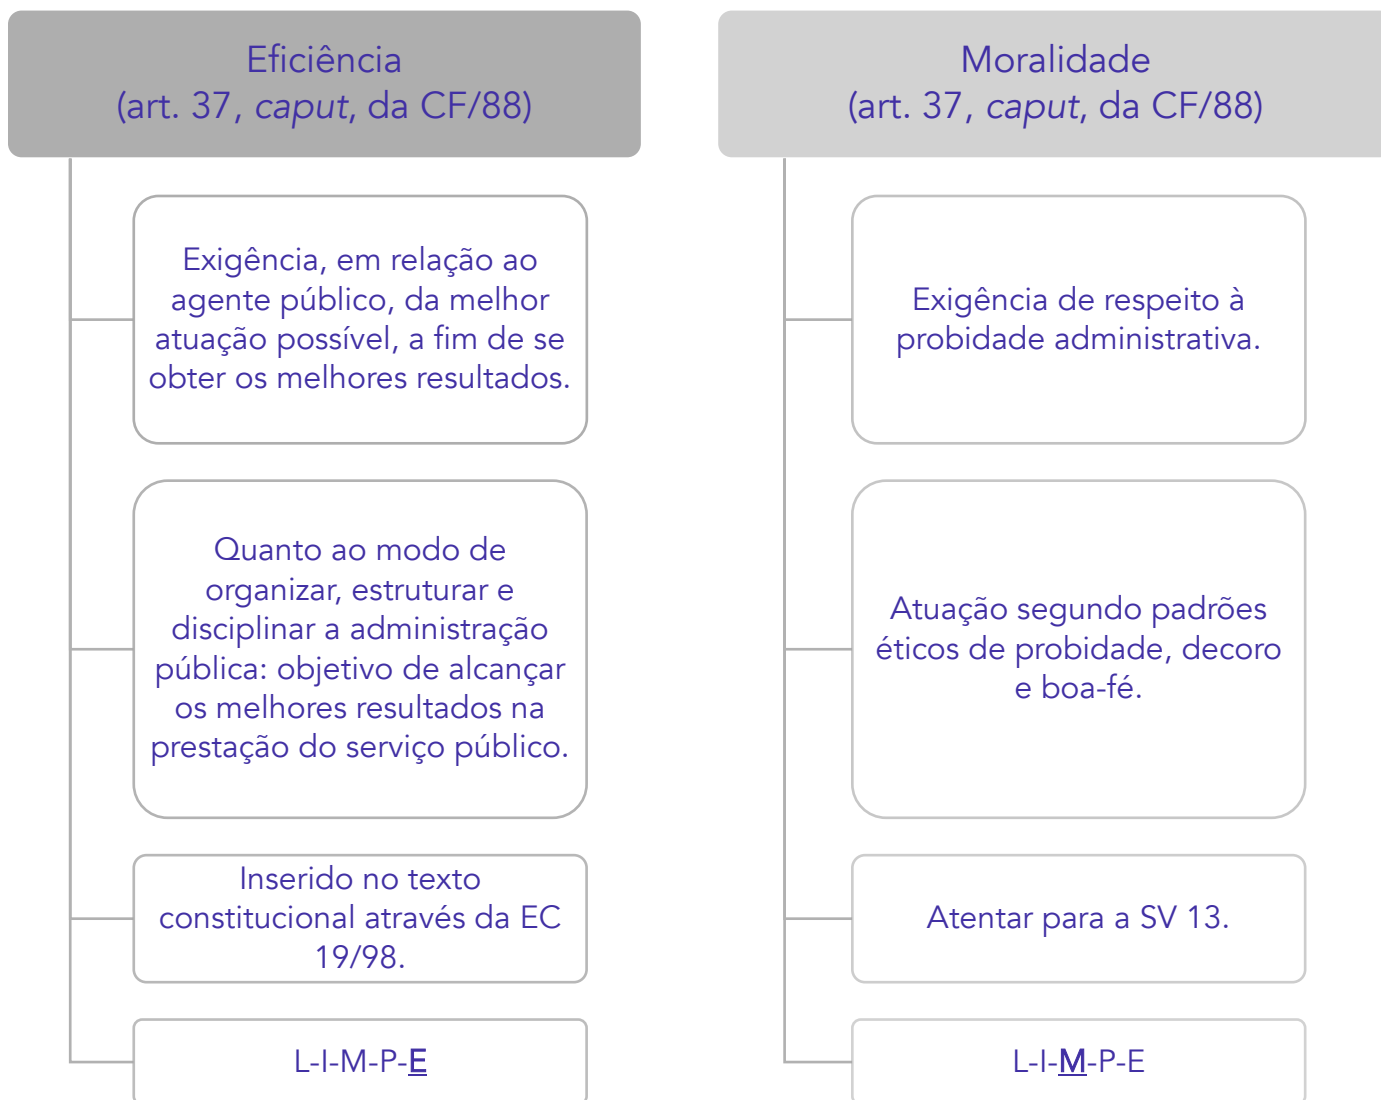 Eficiência
(art. 37, caput, da CF/88)
Exigência, em relação ao
agente público, da melhor
atuação possível, a fim de se
obter os melhores resultados.
Quanto ao modo de
organizar, estruturar e
disciplinar a administração
pública: objetivo de alcançar
os melhores resultados na
prestação do serviço público.
Inserido no texto
constitucional através da EC
19/98.
L-I-M-P-E
Moralidade
(art. 37, caput, da CF/88)
Exigência de respeito à
probidade administrativa.
Atuação segundo padrões
éticos de probidade, decoro
e boa-fé.
Atentar para a SV 13.
L-I-M-P-E